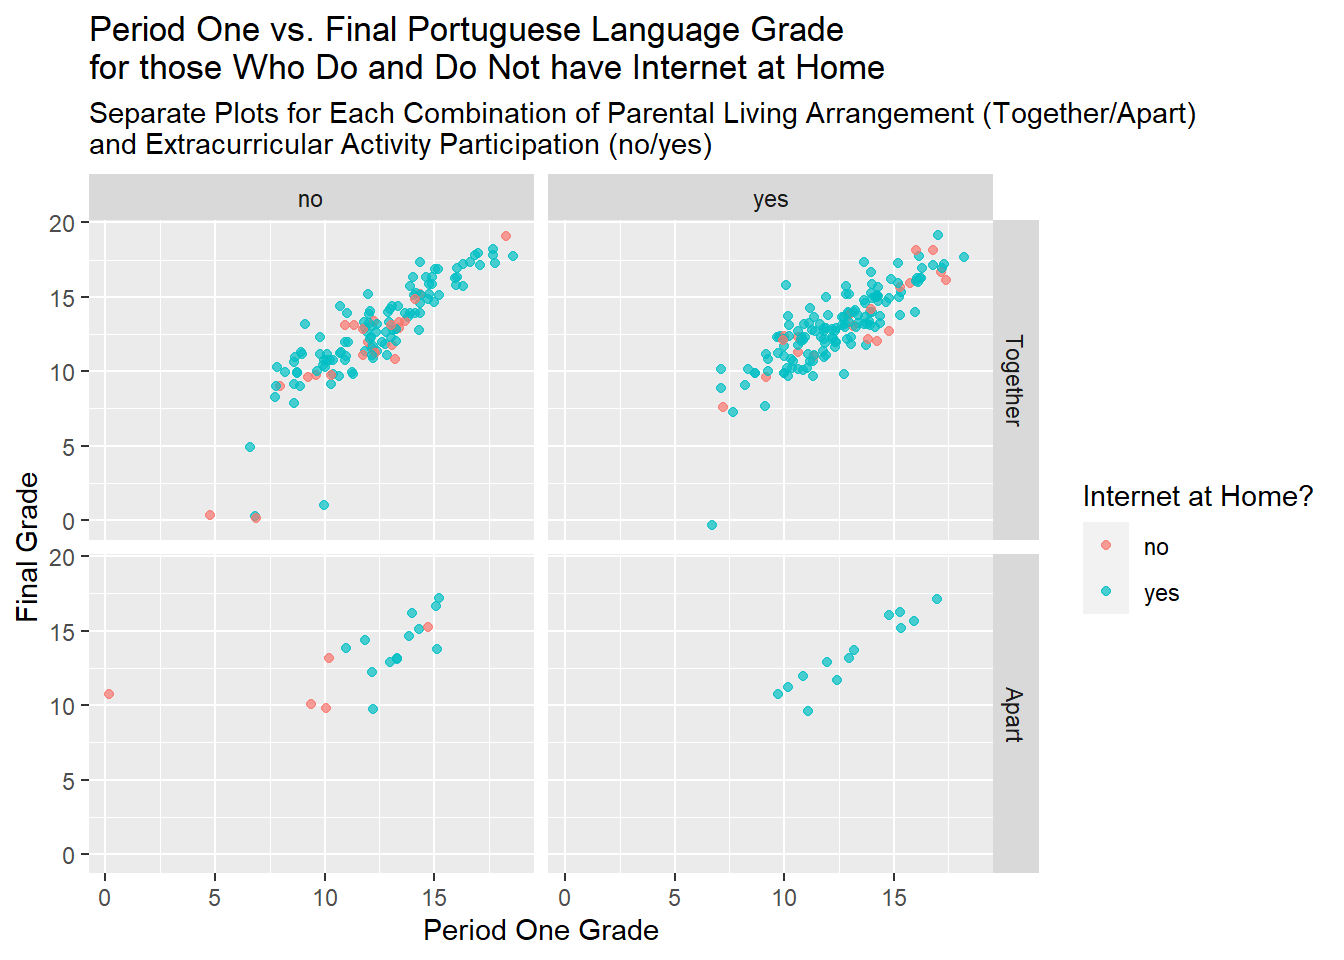 Period One vs. Final Portuguese Language Grade
for those Who Do and Do Not have Internet at Home
Separate Plots for Each Combination of Parental Living Arrangement (Together/Apart)
and Extracurricular Activity Participation (no/yes)
no
yes
20
15
10
5
0
Together
20
15
10
5
0
Apart
Final Grade
0
5
10
15
0
5
10
15
Period One Grade
Internet at Home?
no
yes